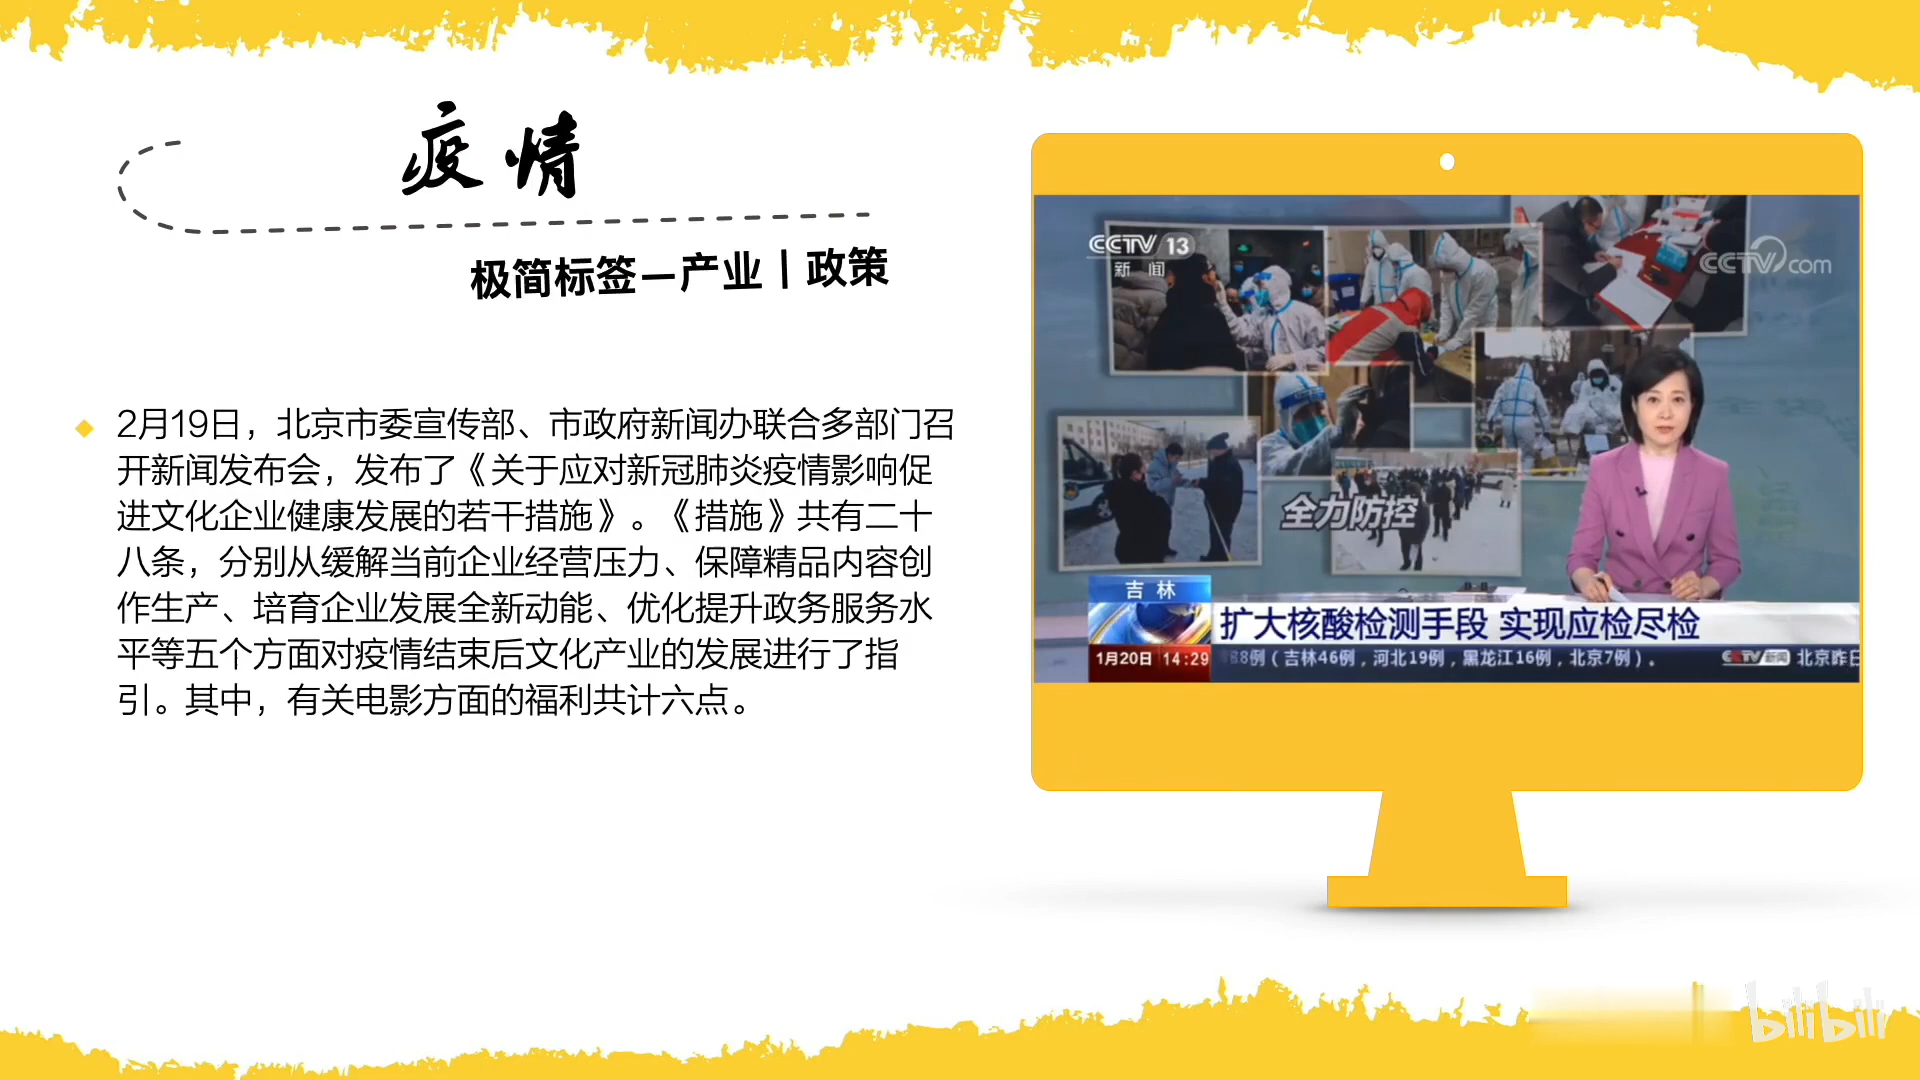 疫情
极简标签—产业丨政策
2月19日，北京市委宣传部、市政府新闻办联合多部门召
开新闻发布会，发布了《关于应对新冠肺炎疫情影响促
进文化企业健康发展的若干措施》。《措施》共有二十
八条，分别从缓解当前企业经营压力、保障精品内容创
作生产、培育企业发展全新动能、优化提升政务服务水
平等五个方面对疫情结束后文化产业的发展进行了指
引。其中，有关电影方面的福利共计六点。
CCTV 13
新闻
CCTV com
全力防控
吉林
扩大核酸检测手段 实现应检尽检
1月20日 14:29
88例（吉林46例，河北19例，黑龙江16例，北京7例）。 CCTV新闻 北京昨日
bilibili